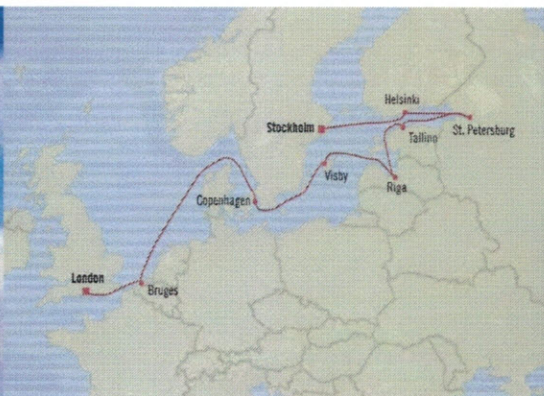 Helsinki
Stockholm
St. Petersburg
Tallinn
Visby
Riga
Copenhagen
London
Bruges